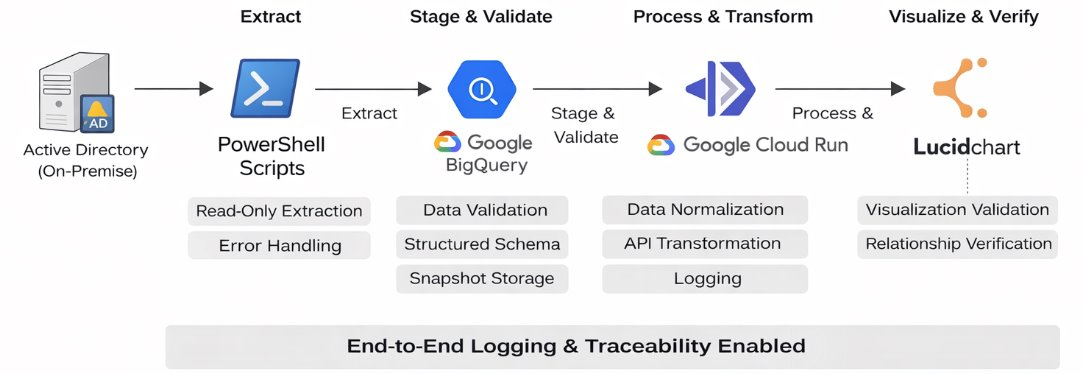 Extract
Stage & Validate
Process & Transform
Visualize & Verify
AD
Active Directory
(On-Premise)
PowerShell
Scripts
Extract
Google
BigQuery
Stage &
Validate
Google Cloud Run
Process &
Lucidchart
Read-Only Extraction
Error Handling
Data Validation
Structured Schema
Snapshot Storage
Data Normalization
API Transformation
Logging
Visualization Validation
Relationship Verification
End-to-End Logging & Traceability Enabled